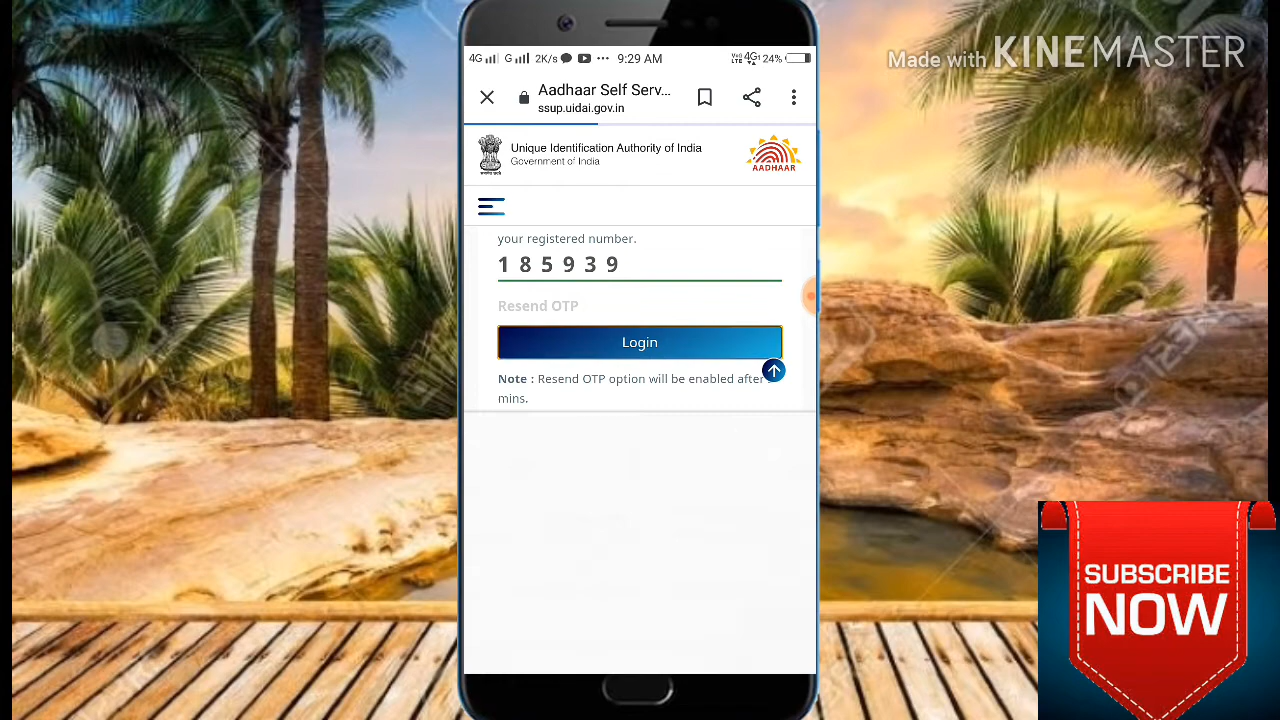 Made with KINEMASTER
4G G 2K/s 9:29 AM 4G 24%
Aadhaar Self Serv...
ssup.uidai.gov.in
Unique Identification Authority of India
Government of India
AADHAAR
your registered number.
1 8 5 9 3 9
Resend OTP
Login
Note : Resend OTP option will be enabled after
mins.
SUBSCRIBE
NOW